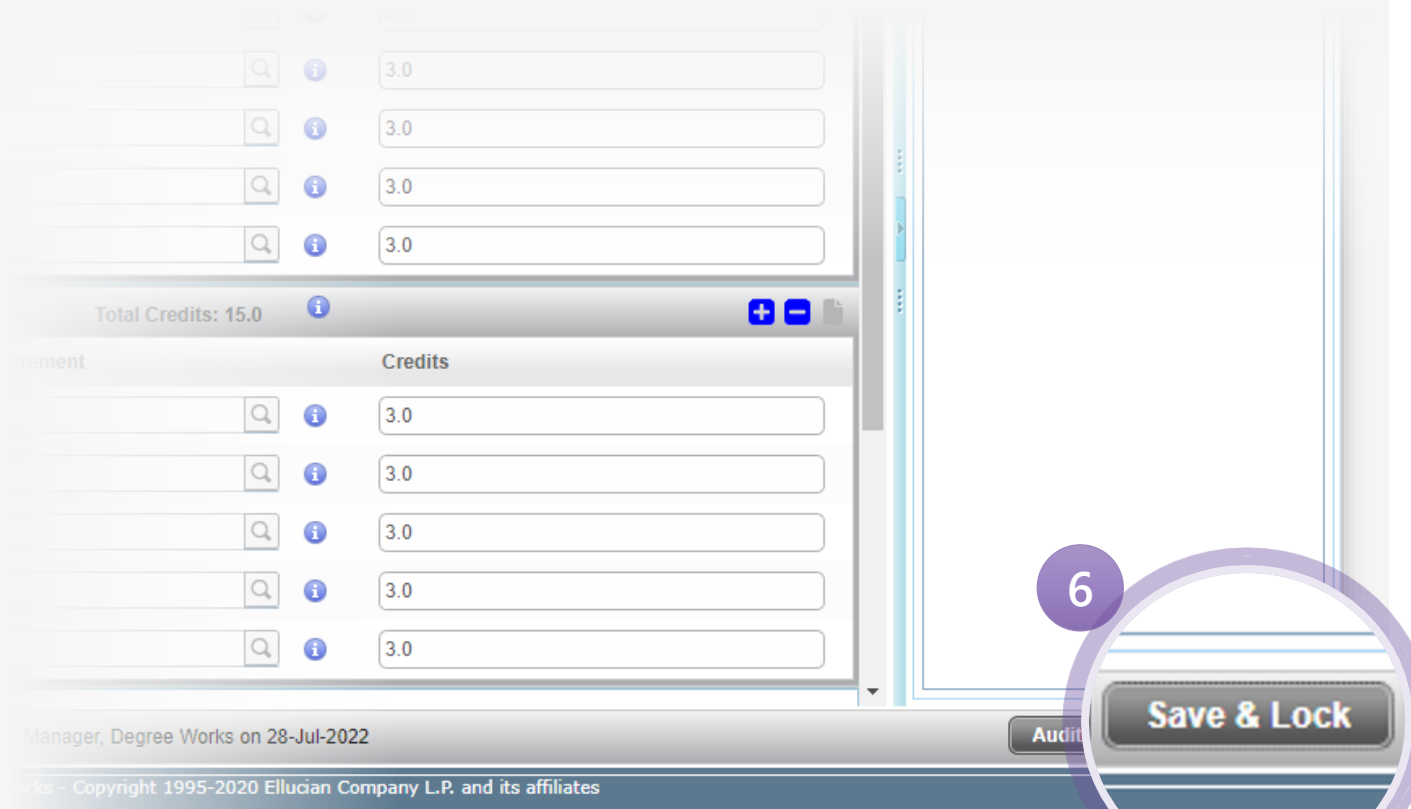 3.0
3.0
3.0
3.0
Total Credits: 15.0
rement Credits
3.0
3.0
3.0
3.0
3.0
6
Save & Lock
Manager, Degree Works on 28-Jul-2022
Audit
rks - Copyright 1995-2020 Ellucian Company L.P. and its affiliates